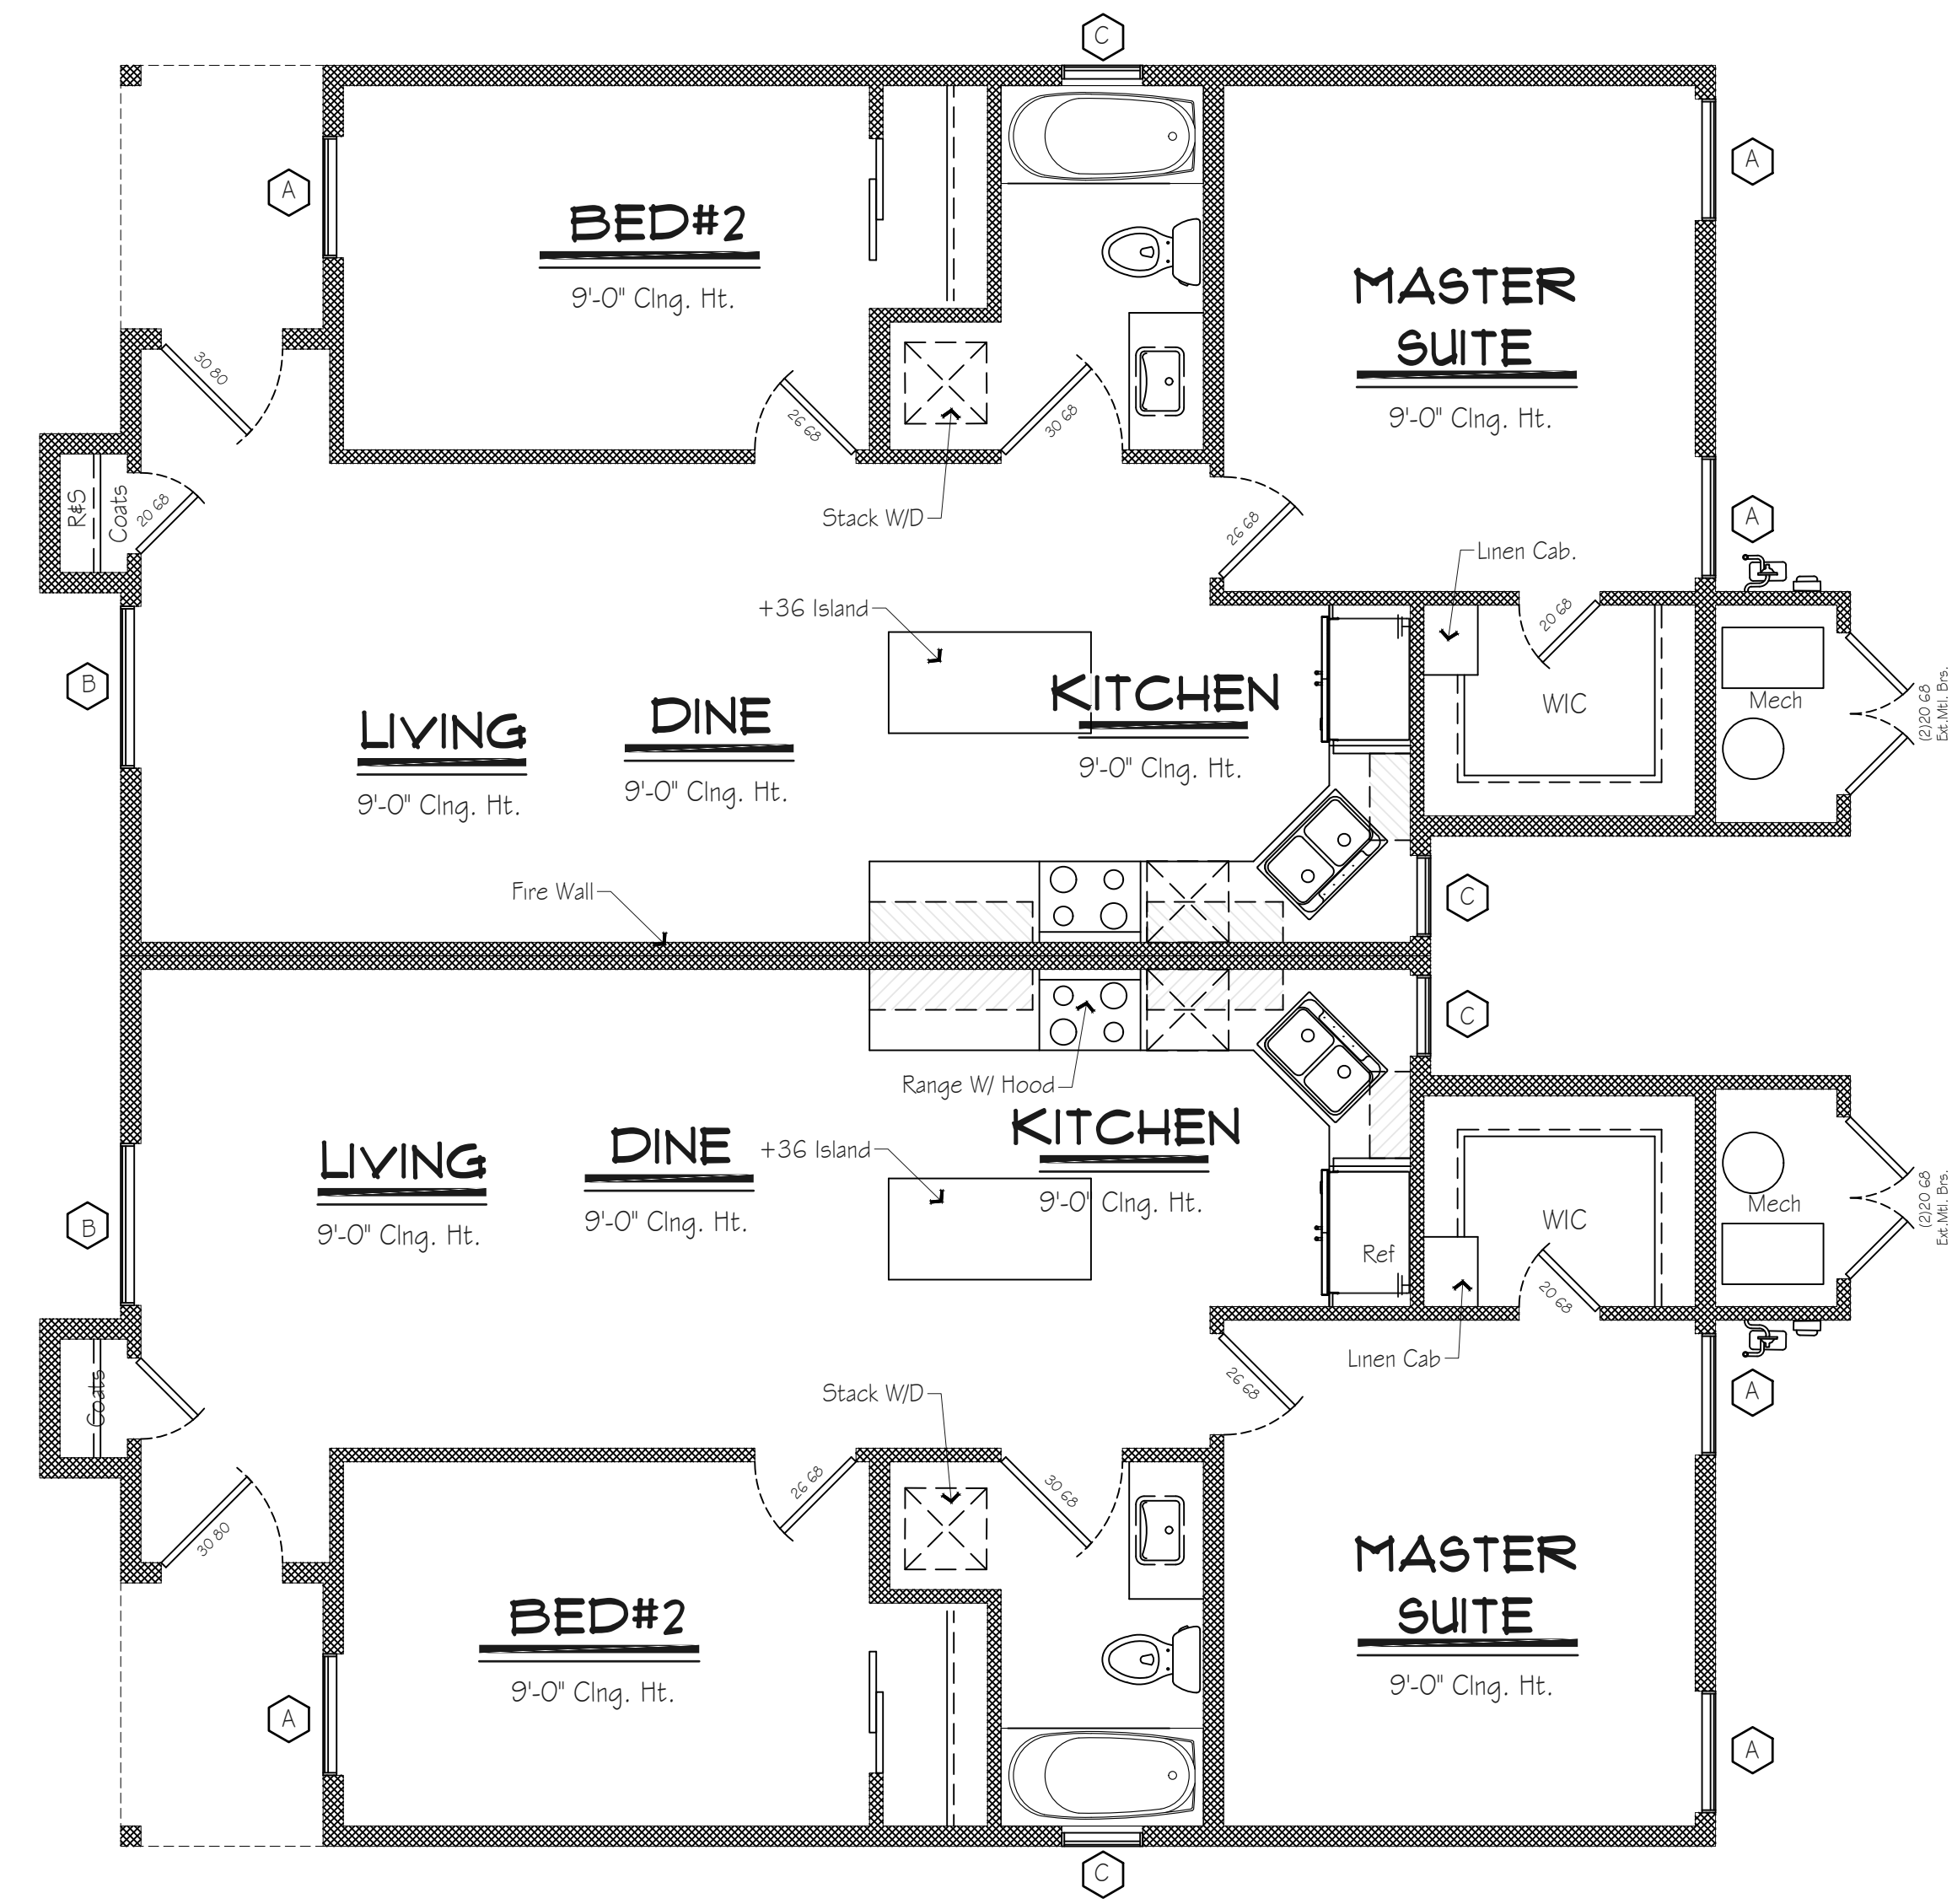 C
A
BED#2
9'-0" Clng. Ht.
A
MASTER
SUITE
9'-0" Clng. Ht.
30 80
26 68
30 68
R&S
Coats
20 68
Stack W/D
26 68
A
Linen Cab.
+36 Island
20 68
B
LIVING
9'-0" Clng. Ht.
DINE
9'-0" Clng. Ht.
KITCHEN
9'-0" Clng. Ht.
WIC
Mech
(2)20 68
Ext.Mtl. Brs.
Fire Wall
C
C
Range W/ Hood
KITCHEN
9'-0" Clng. Ht.
LIVING
9'-0" Clng. Ht.
DINE
9'-0" Clng. Ht.
+36 Island
B
Ref
WIC
Mech
(2)20 68
Ext.Mtl. Brs.
20 68
Linen Cab
Coats
Stack W/D
26 68
A
30 80
26 68
30 68
BED#2
9'-0" Clng. Ht.
MASTER
SUITE
9'-0" Clng. Ht.
A
A
C